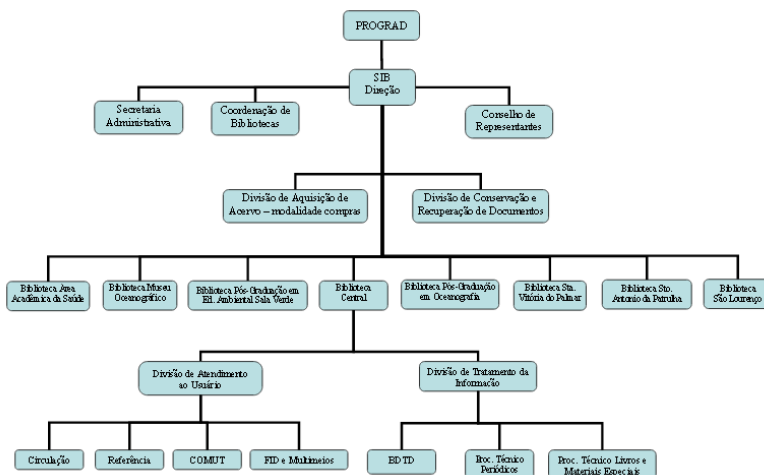 PROGRAD
SIB
Direção
Secretaria
Administrativa
Coordenação de
Bibliotecas
Conselho de
Representantes
Divisão de Aquisição de
Acervo – modalidade compras
Divisão de Conservação e
Recuperação de Documentos
Biblioteca Area
Acadêmica da Saúde
Biblioteca Museu
Oceanográfico
Biblioteca Pós-Graduação em
Ed. Ambiental Sala Verde
Biblioteca
Central
Biblioteca Pós-Graduação
em Oceanografia
Biblioteca Sta.
Vitória do Palmar
Biblioteca Sto.
Antonio da Patrulha
Biblioteca
São Lourenço
Divisão de Atendimento
ao Usuário
Divisão de Tratamento da
Informação
Circulação
Referência
COMUT
FID e Multimeios
BDTD
Proc. Técnico
Periódicos
Proc. Técnico Livros e
Materiais Especiais